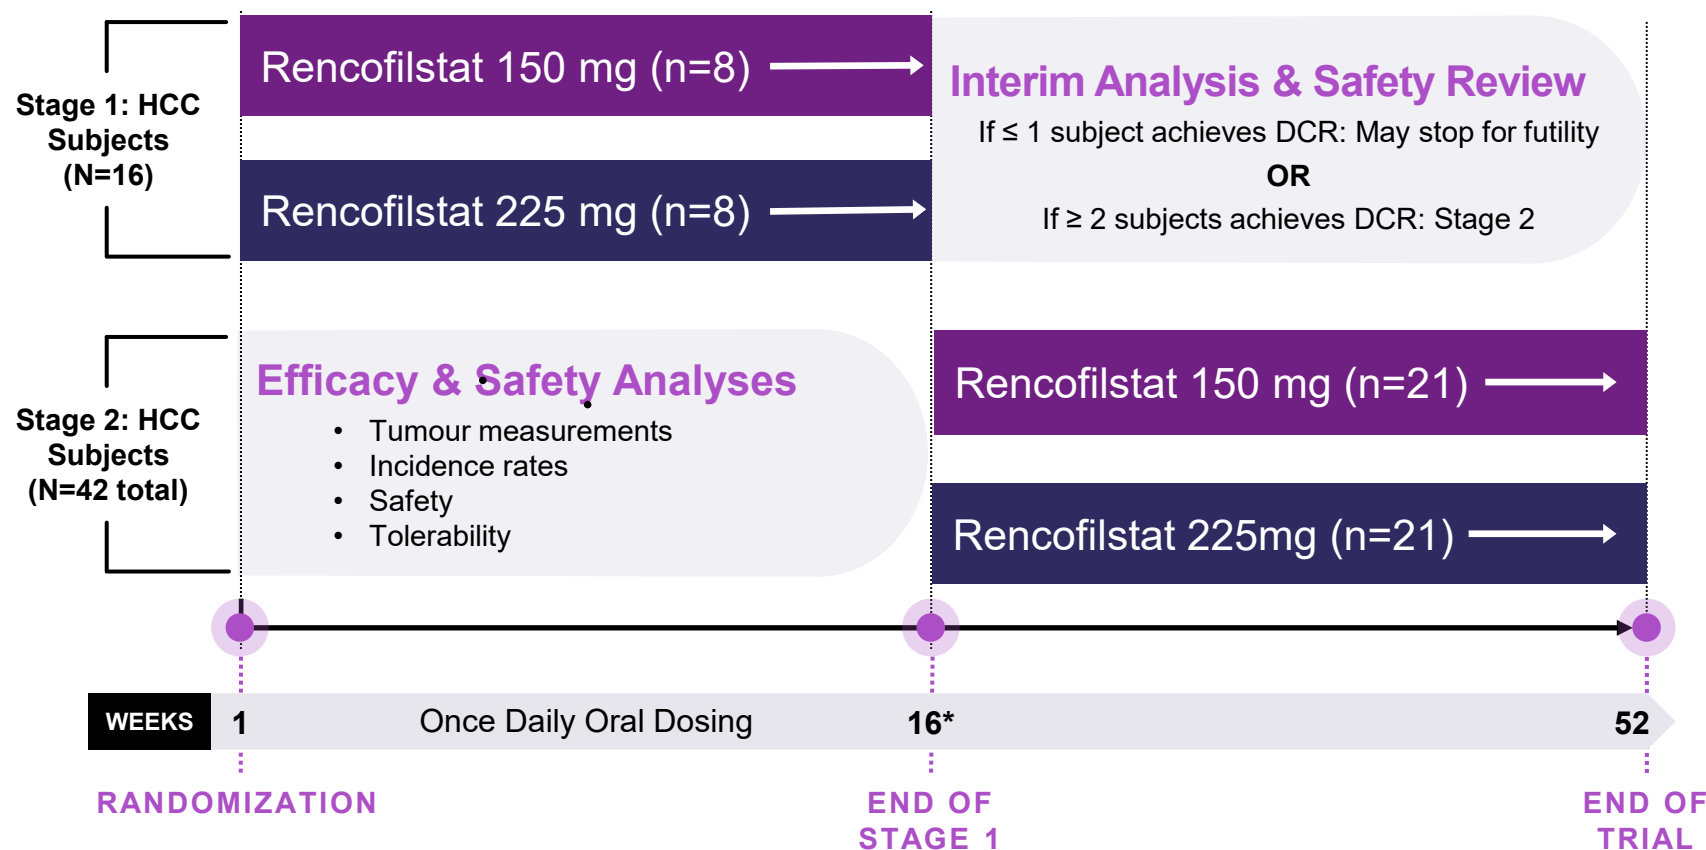 Stage 1: HCC
Subjects
(N=16)
Rencofilstat 150 mg (n=8)
Rencofilstat 225 mg (n=8)
Interim Analysis & Safety Review
If ≤ 1 subject achieves DCR: May stop for futility
OR
If ≥ 2 subjects achieves DCR: Stage 2
Stage 2: HCC
Subjects
(N=42 total)
Efficacy & Safety Analyses
• Tumour measurements
• Incidence rates
• Safety
• Tolerability
Rencofilstat 150 mg (n=21)
Rencofilstat 225mg (n=21)
WEEKS 1 Once Daily Oral Dosing 16* 52
RANDOMIZATION
END OF
STAGE 1
END OF
TRIAL